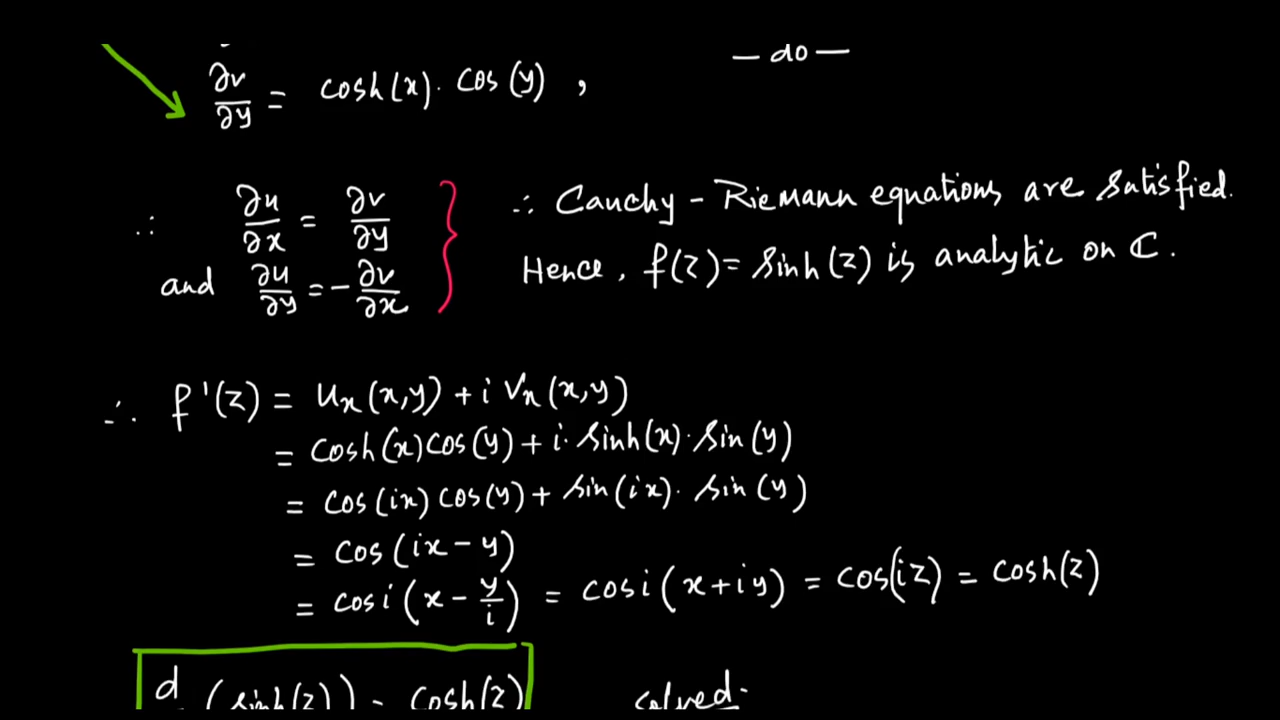 ∂v/∂y = cosh(x)·cos(y) , — do —
∴ ∂u/∂x = ∂v/∂y
and ∂u/∂y = -∂v/∂x
∴ Cauchy - Riemann equations are satisfied.
Hence, f(z) = sinh(z) is analytic on ℂ.
∴ f'(z) = ux(x,y) + i vx(x,y)
= cosh(x) cos(y) + i· sinh(x)· sin(y)
= cos(ix) cos(y) + sin(ix)· sin(y)
= cos(ix - y)
= cos i(x - y/i) = cos i(x+iy) = cos(iz) = cosh(z)
d (sinh(z)) = cosh(z) solved.